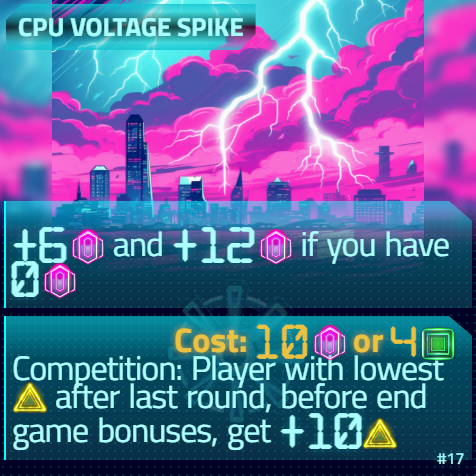 CPU VOLTAGE SPIKE
+6 and +12 if you have
0
Cost: 10 or 4
Competition: Player with lowest
after last round, before end
game bonuses, get +10
#17